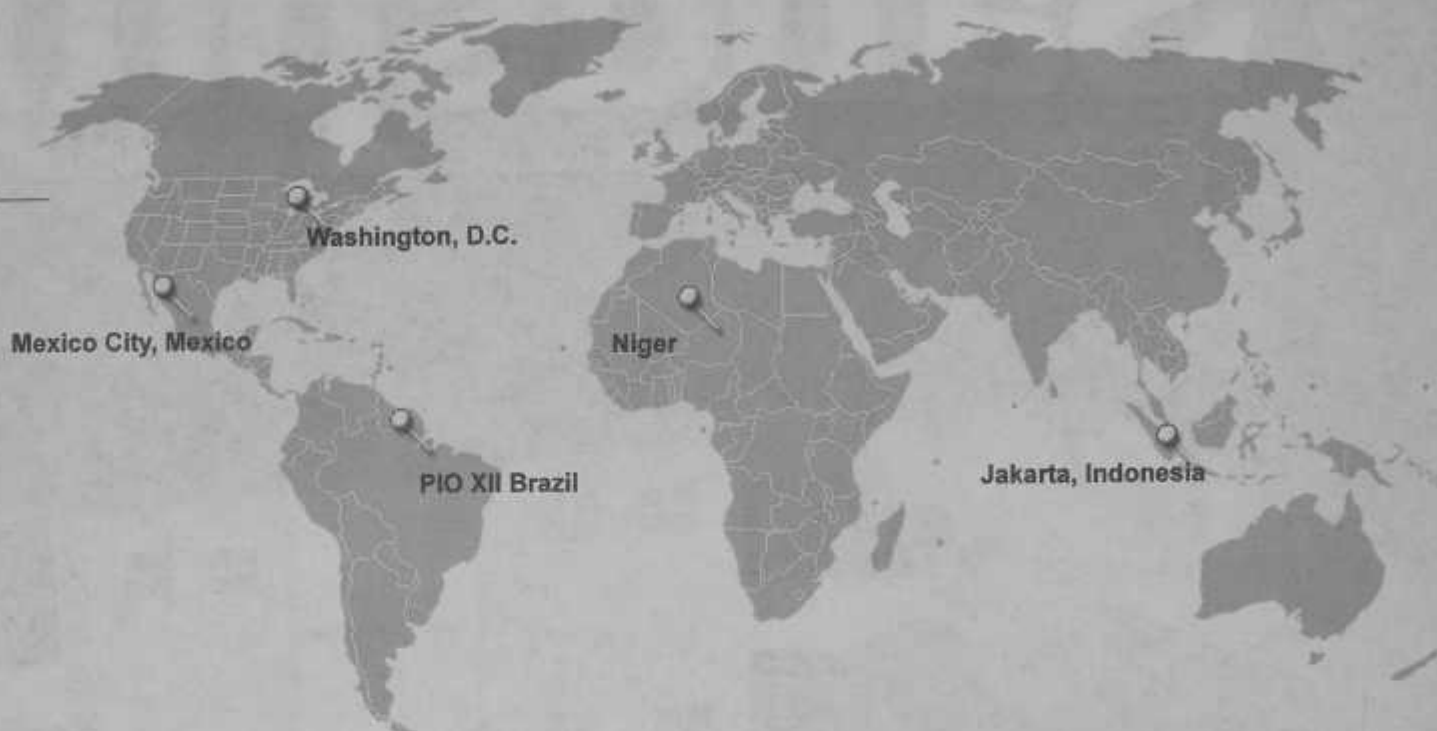 Washington, D.C.
Mexico City, Mexico
Niger
PIO XII Brazil
Jakarta, Indonesia